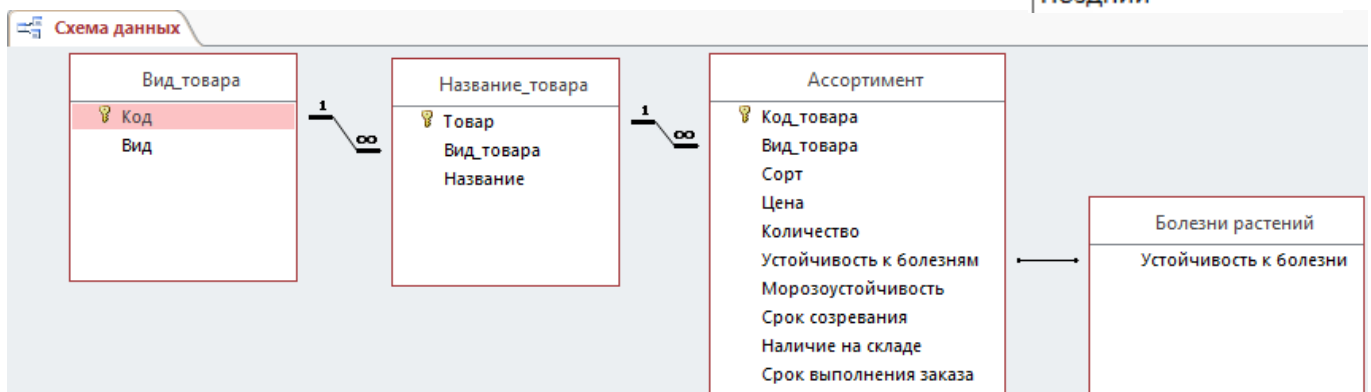 Схема данных
Вид_товара
Код
Вид
1
∞
Название_товара
Товар
Вид_товара
Название
1
∞
Ассортимент
Код_товара
Вид_товара
Сорт
Цена
Количество
Устойчивость к болезням
Морозоустойчивость
Срок созревания
Наличие на складе
Срок выполнения заказа
Болезни растений
Устойчивость к болезни